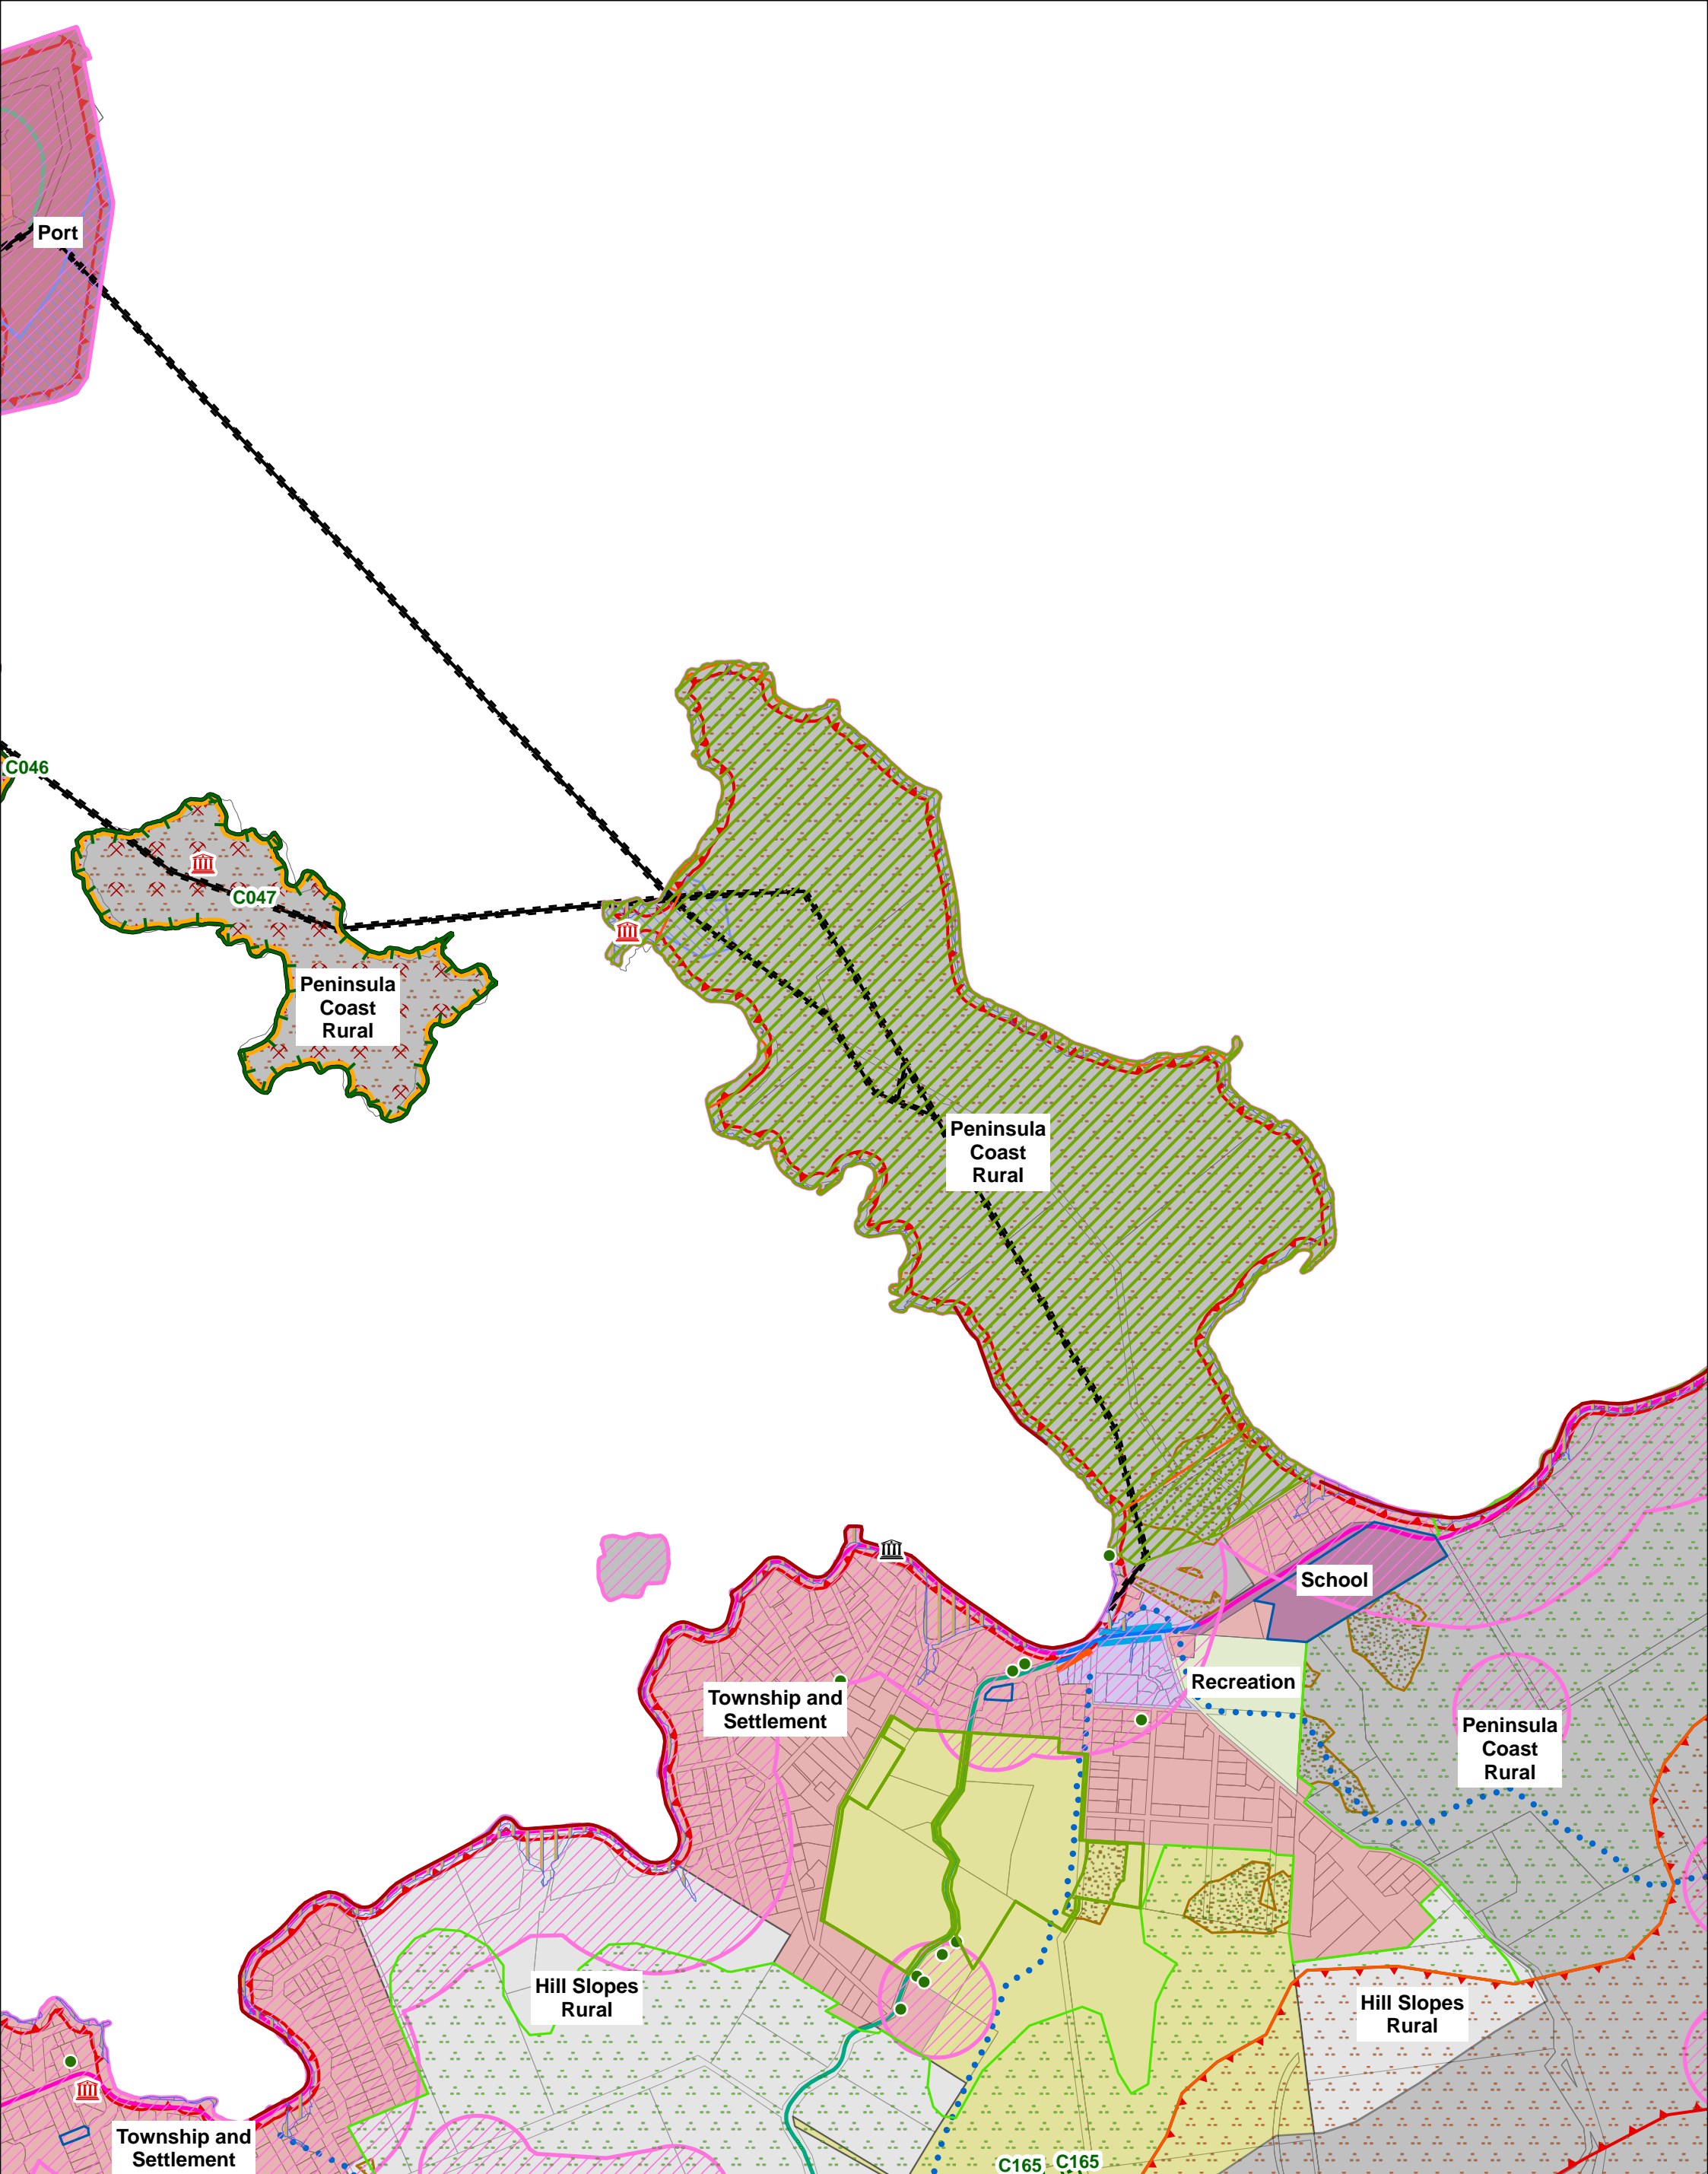 Port
C046
C047
Peninsula
Coast
Rural
Peninsula
Coast
Rural
School
Recreation
Township and
Settlement
Peninsula
Coast
Rural
Hill Slopes
Rural
Hill Slopes
Rural
Township and
Settlement
C165
C165